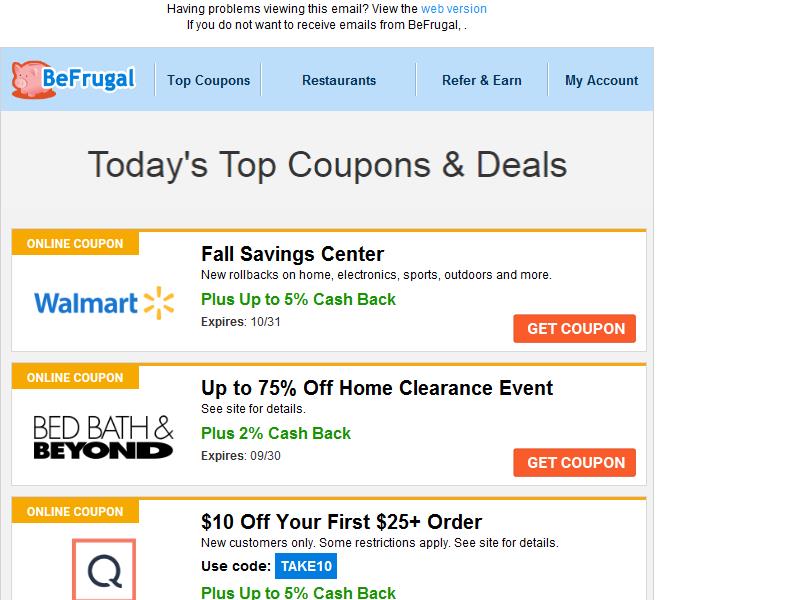 Having problems viewing this email? View the web version
If you do not want to receive emails from BeFrugal, .
BeFrugal
Top Coupons
Restaurants
Refer & Earn
My Account
Today's Top Coupons & Deals
ONLINE COUPON
Walmart
Fall Savings Center
New rollbacks on home, electronics, sports, outdoors and more.
Plus Up to 5% Cash Back
Expires: 10/31
GET COUPON
ONLINE COUPON
BED BATH &
BEYOND
Up to 75% Off Home Clearance Event
See site for details.
Plus 2% Cash Back
Expires: 09/30
GET COUPON
ONLINE COUPON
Q
$10 Off Your First $25+ Order
New customers only. Some restrictions apply. See site for details.
Use code: TAKE10
Plus Up to 5% Cash Back